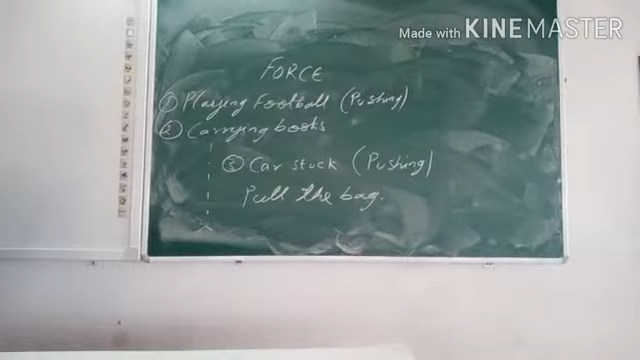 Made with KINEMASTER
FORCE
① Playing Football (Pushing)
② Carrying books
③ Car stuck (Pushing)
Pull the bag.